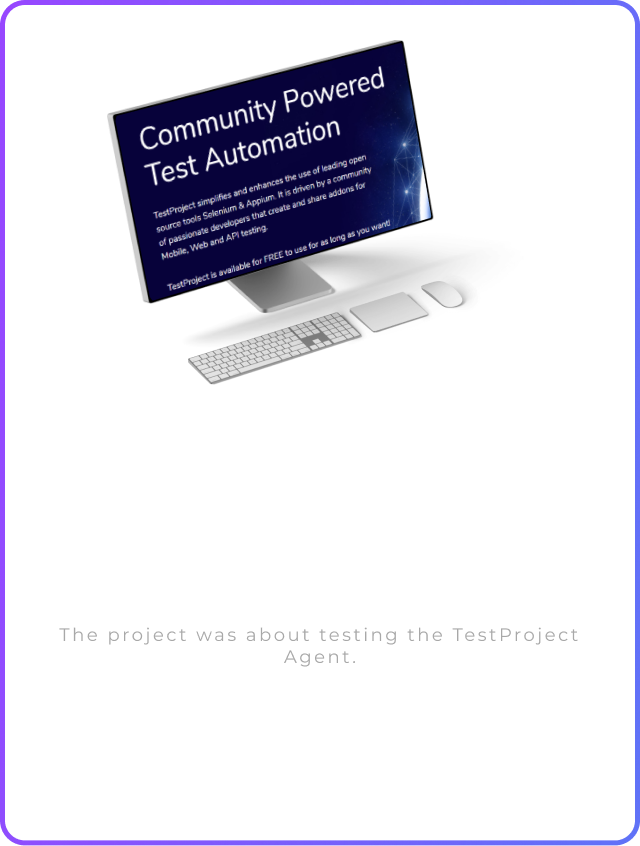 Community Powered
Test Automation
TestProject simplifies and enhances the use of leading open
source tools Selenium & Appium. It is driven by a community
of passionate developers that create and share addons for
Mobile, Web and API testing.
TestProject is available for FREE to use for as long as you want!
The project was about testing the TestProject
Agent.